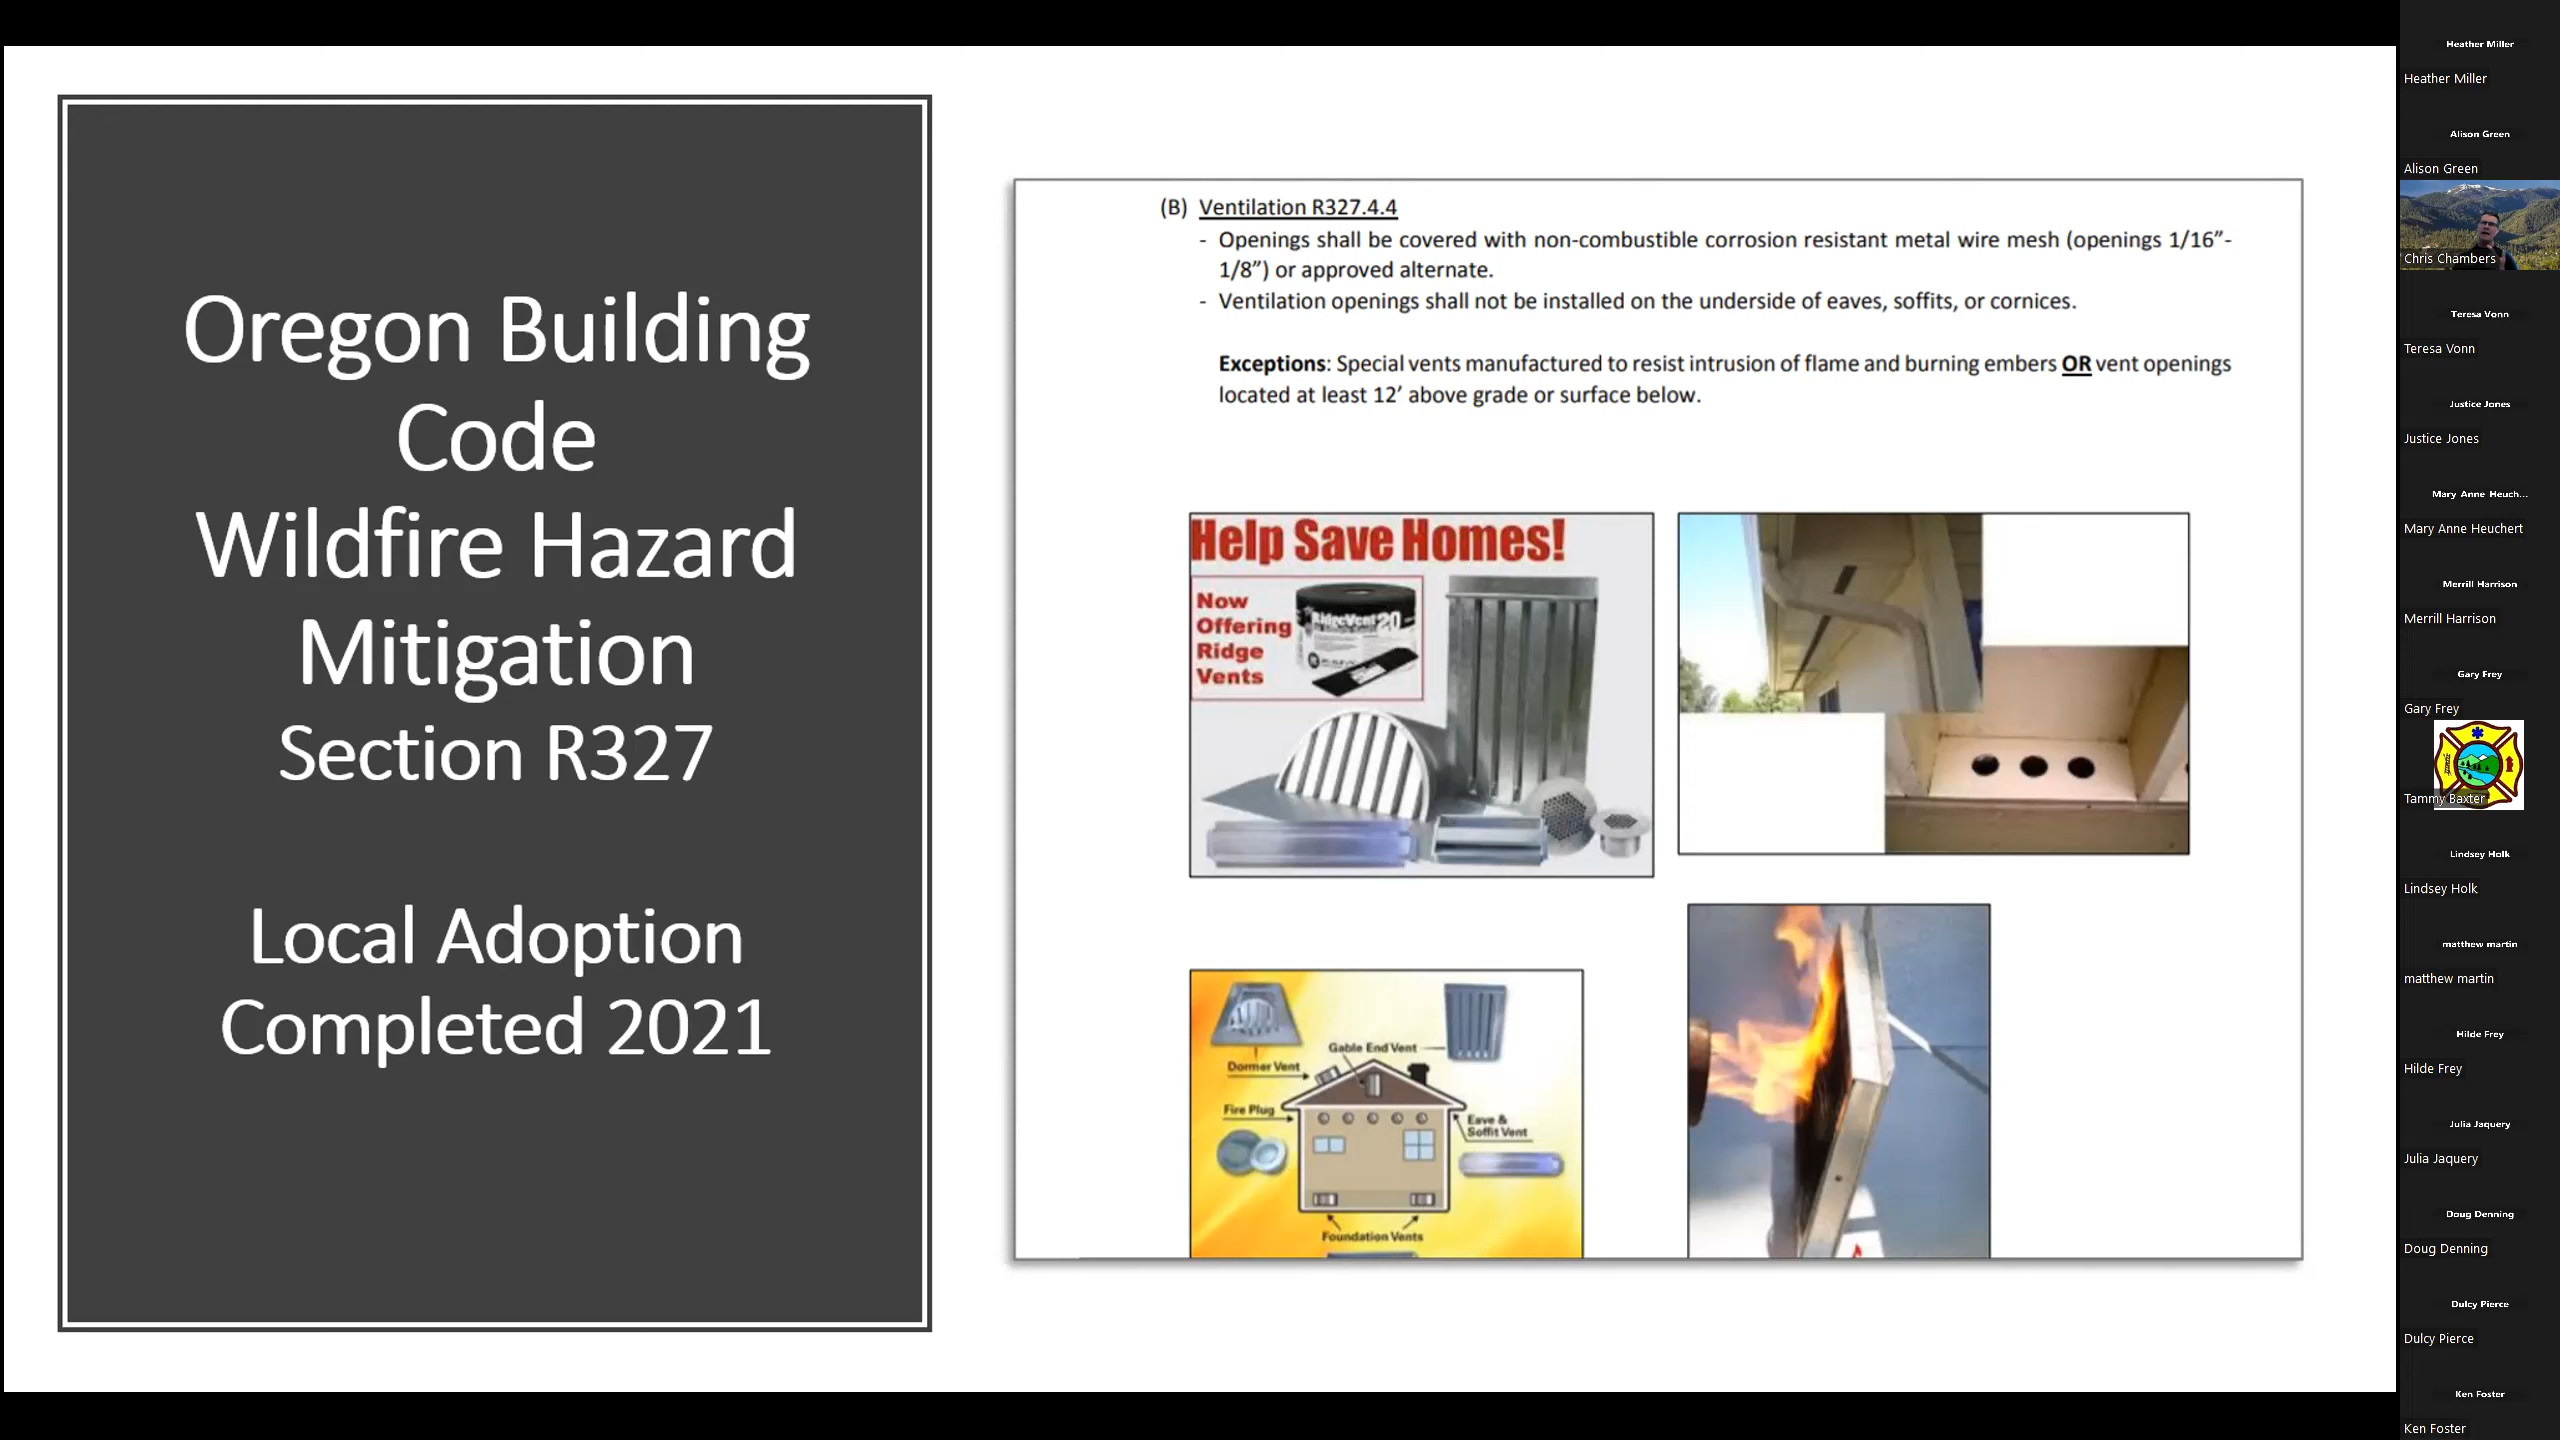 Oregon Building
Code
Wildfire Hazard
Mitigation
Section R327
Local Adoption
Completed 2021
(B) Ventilation R327.4.4
- Openings shall be covered with non-combustible corrosion resistant metal wire mesh (openings 1/16”-
1/8”) or approved alternate.
- Ventilation openings shall not be installed on the underside of eaves, soffits, or cornices.
Exceptions: Special vents manufactured to resist intrusion of flame and burning embers OR vent openings
located at least 12’ above grade or surface below.
Help Save Homes!
Now
Offering
Ridge
Vents
RidgeVent 20
Gable End Vent
Dormer Vent
Fire Plug
Eave &
Soffit Vent
Foundation Vents
Heather Miller
Heather Miller
Alison Green
Alison Green
Chris Chambers
Teresa Vonn
Teresa Vonn
Justice Jones
Justice Jones
Mary Anne Heuch...
Mary Anne Heuchert
Merrill Harrison
Merrill Harrison
Gary Frey
Gary Frey
Tammy Baxter
Lindsey Holk
Lindsey Holk
matthew martin
matthew martin
Hilde Frey
Hilde Frey
Julia Jaquery
Julia Jaquery
Doug Denning
Doug Denning
Dulcy Pierce
Dulcy Pierce
Ken Foster
Ken Foster